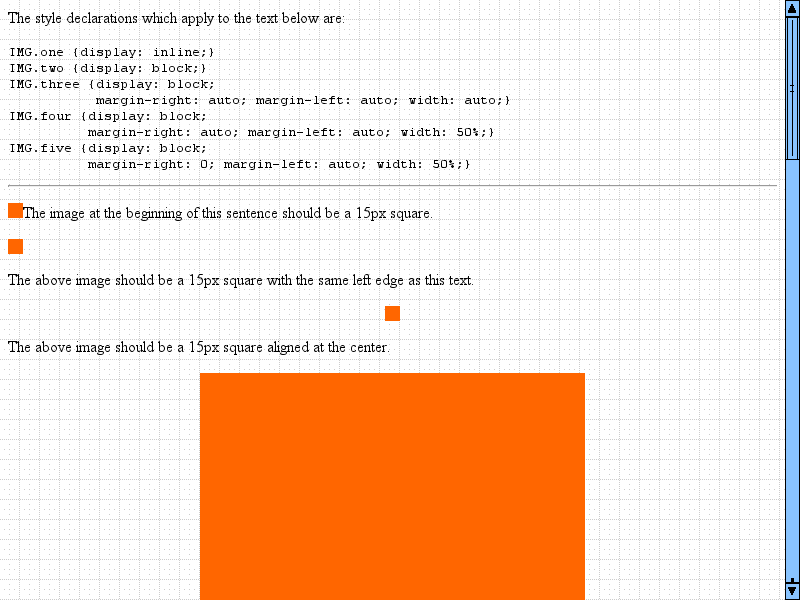 The style declarations which apply to the text below are:
IMG.one {display: inline;}
IMG.two {display: block;}
IMG.three {display: block;
margin-right: auto; margin-left: auto; width: auto;}
IMG.four {display: block;
margin-right: auto; margin-left: auto; width: 50%;}
IMG.five {display: block;
margin-right: 0; margin-left: auto; width: 50%;}
The image at the beginning of this sentence should be a 15px square.
The above image should be a 15px square with the same left edge as this text.
The above image should be a 15px square aligned at the center.